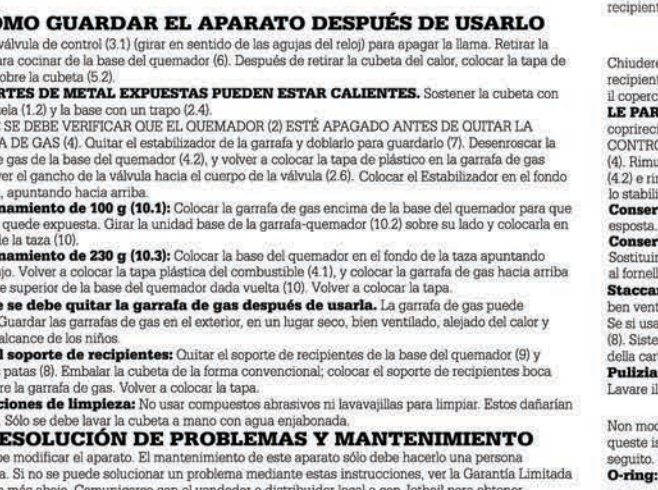 ÓMO GUARDAR EL APARATO DESPUÉS DE USARLO
válvula de control (3.1) (girar en sentido de las agujas del reloj) para apagar la llama. Retirar la
ra cocinar de la base del quemador (6). Después de retirar la cubeta del calor, colocar la tapa de
obre la cubeta (5.2).
RTES DE METAL EXPUESTAS PUEDEN ESTAR CALIENTES. Sostener la cubeta con
ela (1.2) y la base con un trapo (2.4).
SE DEBE VERIFICAR QUE EL QUEMADOR (2) ESTÉ APAGADO ANTES DE QUITAR LA
A DE GAS (4). Quitar el estabilizador de la garrafa y doblarlo para guardarlo (7). Desenroscar la
e gas de la base del quemador (4.2), y volver a colocar la tapa de plástico en la garrafa de gas
ver el gancho de la válvula hacia el cuerpo de la válvula (2.6). Colocar el Estabilizador en el fondo
, apuntando hacia arriba.
namiento de 100 g (10.1): Colocar la garrafa de gas encima de la base del quemador para que
quede expuesta. Girar la unidad base de la garrafa-quemador (10.2) sobre su lado y colocarla en
de la taza (10).
namiento de 230 g (10.3): Colocar la base del quemador en el fondo de la taza apuntando
jo. Volver a colocar la tapa plástica del combustible (4.1), y colocar la garrafa de gas hacia arriba
e superior de la base del quemador dada vuelta (10). Volver a colocar la tapa.
e se debe quitar la garrafa de gas después de usarla. La garrafa de gas puede
Guardar las garrafas de gas en el exterior, en un lugar seco, bien ventilado, alejado del calor y
alcance de los niños.
l soporte de recipientes: Quitar el soporte de recipientes de la base del quemador (9) y
patas (8). Embalar la cubeta de la forma convencional; colocar el soporte de recipientes boca
re la garrafa de gas. Volver a colocar la tapa.
ciones de limpieza: No usar compuestos abrasivos ni lavavajillas para limpiar. Estos dañarían
. Sólo se debe lavar la cubeta a mano con agua enjabonada.
RESOLUCIÓN DE PROBLEMAS Y MANTENIMIENTO
be modificar el aparato. El mantenimiento de este aparato sólo debe hacerlo una persona
a. Si no se puede solucionar un problema mediante estas instrucciones, ver la Garantía Limitada
más abajo. Comunicarse con el vendedor o distribuidor local o con Jetboil para obtener
recipient
Chiudere
recipient
il coperc
LE PAR
coprireci
CONTRO
(4). Rimu
(4.2) e rir
lo stabili
Conser
esposta.
Conser
Sostituir
al fornell
Staccar
ben vent
Se si usa
(8). Siste
della car
Pulizia
Lavare il
Non mod
queste is
seguito.
O-ring: